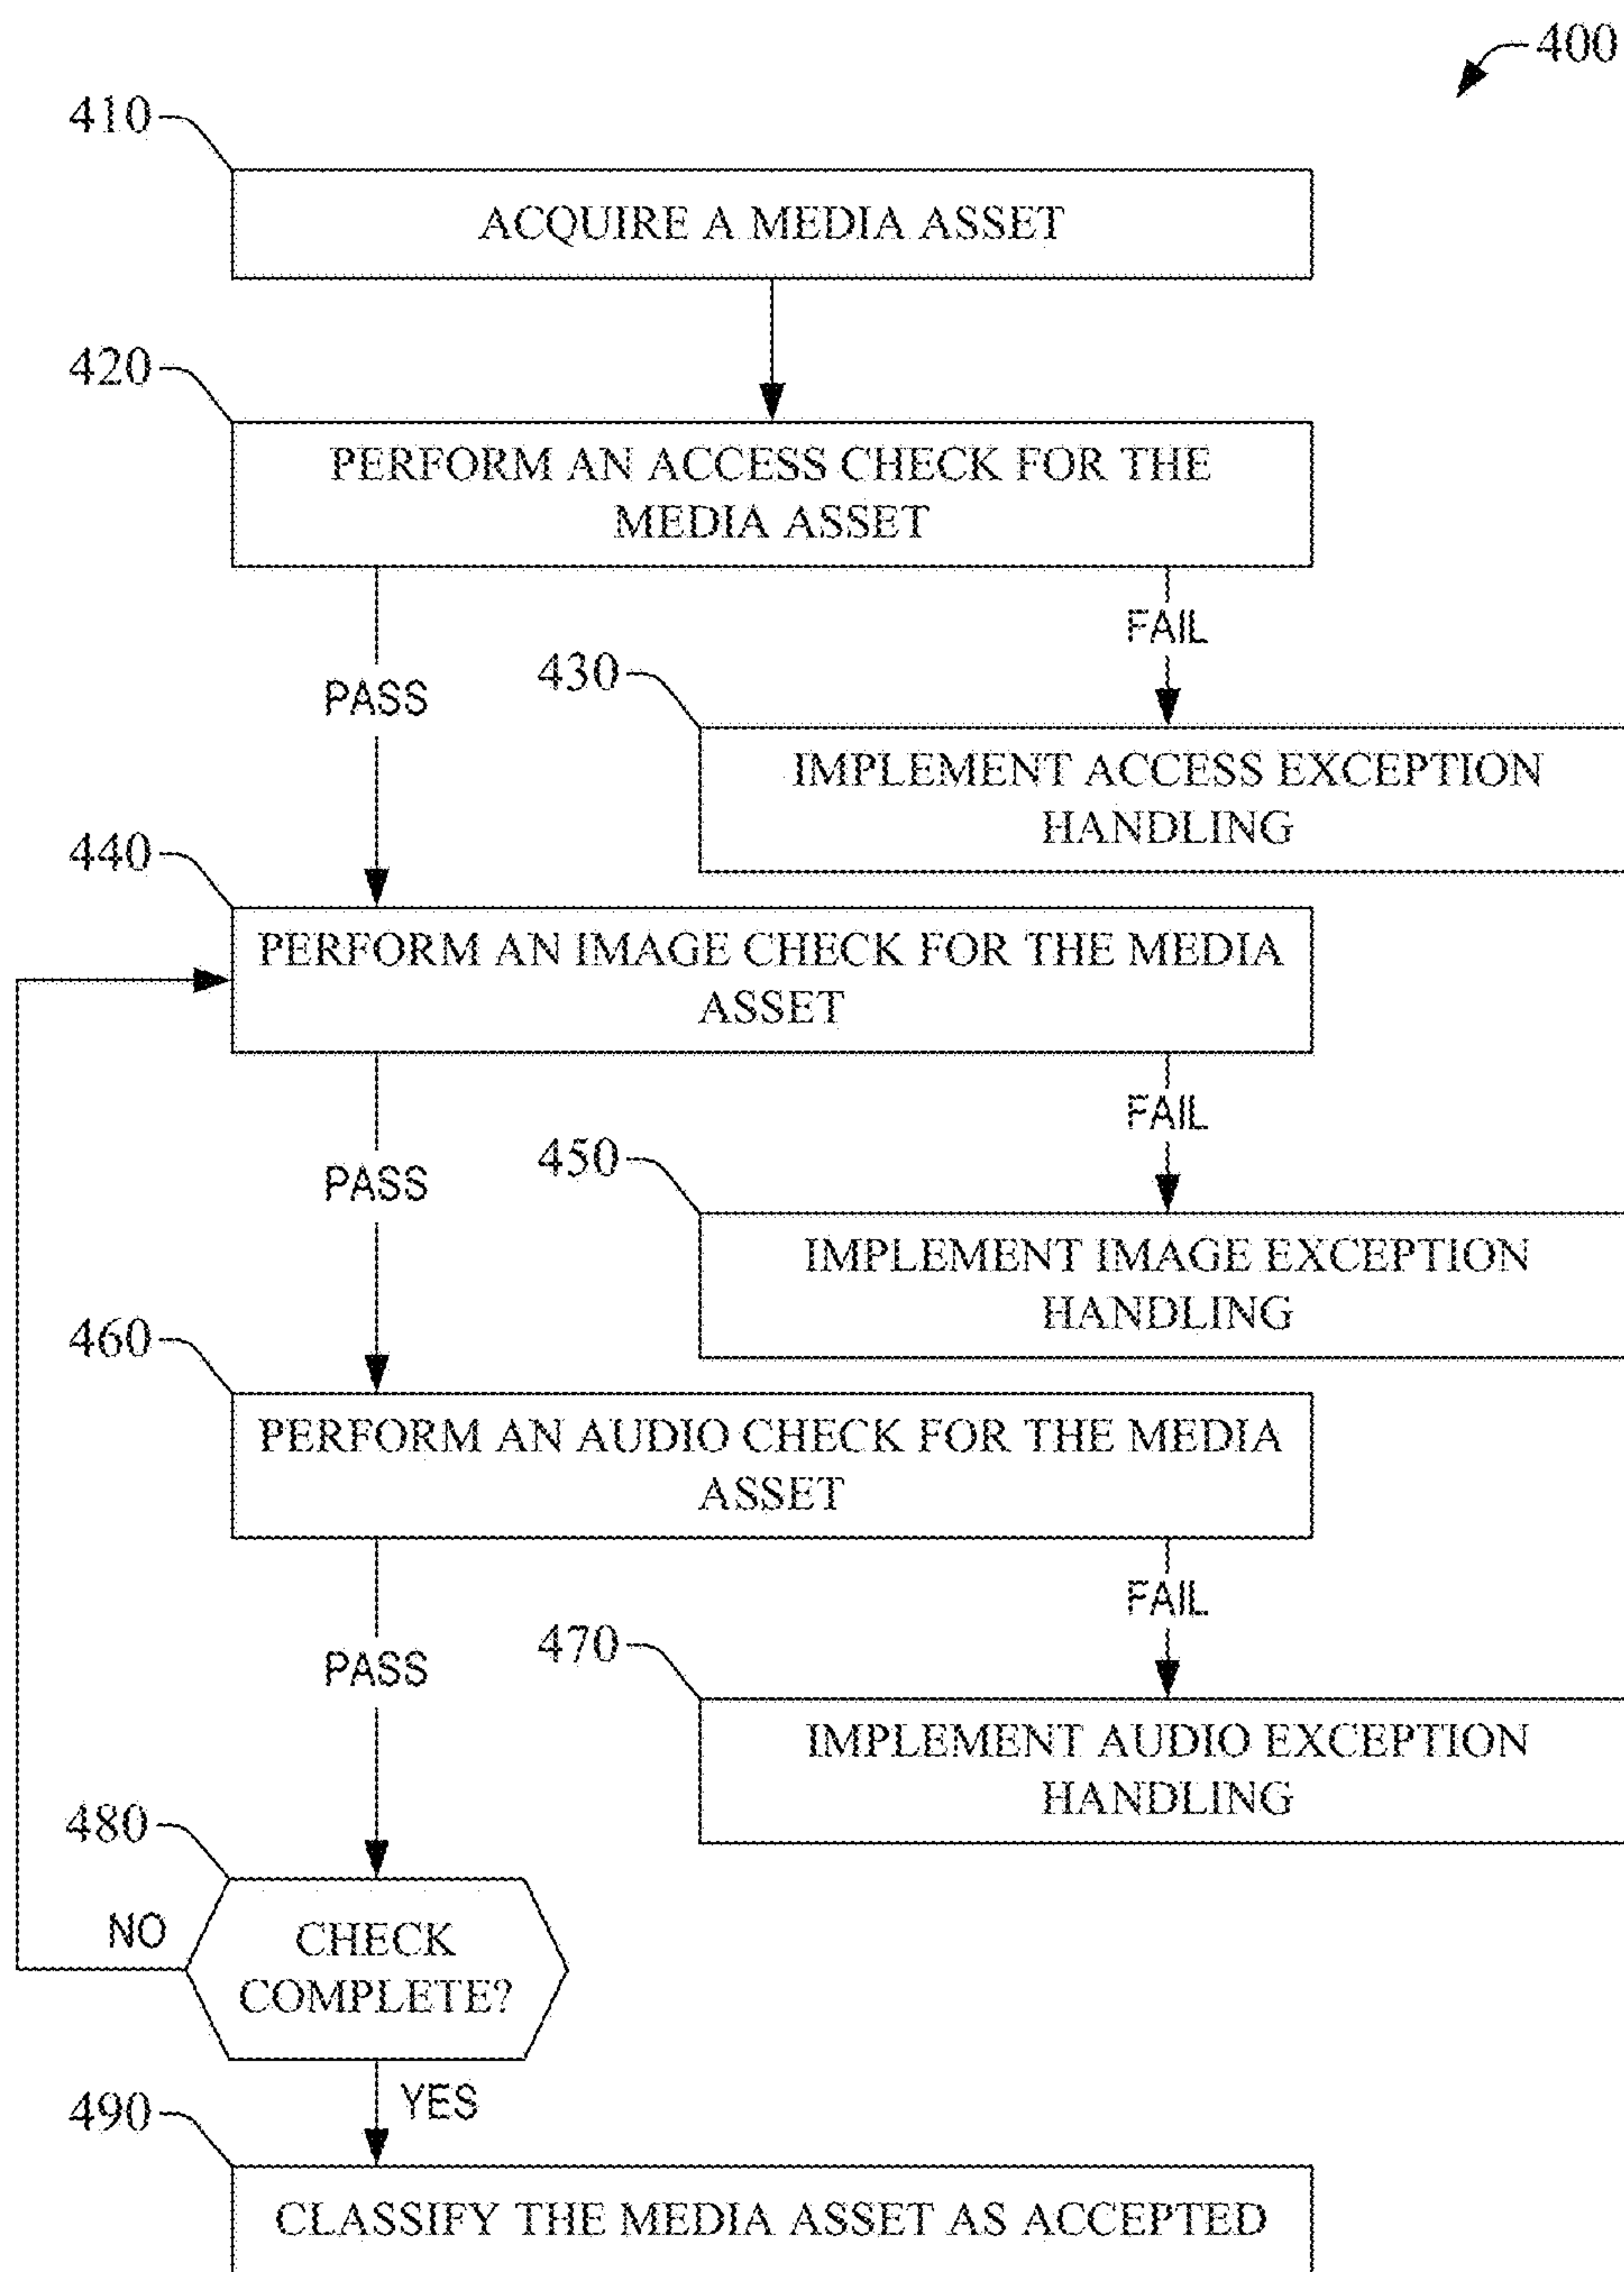 400
410
ACQUIRE A MEDIA ASSET
420
PERFORM AN ACCESS CHECK FOR THE
MEDIA ASSET
PASS
FAIL
430
IMPLEMENT ACCESS EXCEPTION
HANDLING
440
PERFORM AN IMAGE CHECK FOR THE MEDIA
ASSET
PASS
FAIL
450
IMPLEMENT IMAGE EXCEPTION
HANDLING
460
PERFORM AN AUDIO CHECK FOR THE MEDIA
ASSET
PASS
FAIL
470
IMPLEMENT AUDIO EXCEPTION
HANDLING
480
NO
CHECK
COMPLETE?
YES
490
CLASSIFY THE MEDIA ASSET AS ACCEPTED